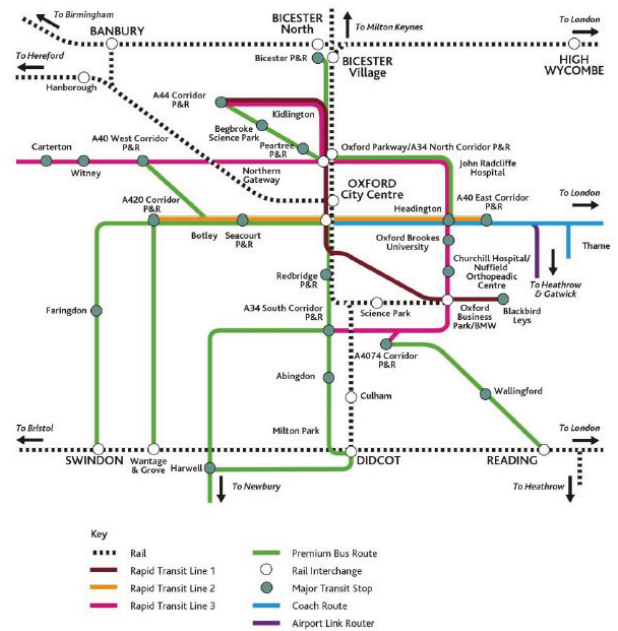 To Birmingham
BICESTER
North
To Milton Keynes
To London
BANBURY
To Hereford
Bicester P&R
BICESTER
Village
HIGH
WYCOMBE
Hanborough
A44 Corridor
P&R
Kidlington
Begbroke
Science Park
Peartree
P&R
Carterton
A40 West Corridor
P&R
Witney
Oxford Parkway/A34 North Corridor P&R
John Radcliffe
Hospital
Northern
Gateway
OXFORD
City Centre
To London
A420 Corridor
P&R
Headington
A40 East Corridor
P&R
Botley
Seacourt
P&R
Oxford Brookes
University
Thame
Churchill Hospital/
Nuffield
Orthopeadic
Centre
Redbridge
P&R
To Heathrow
& Gatwick
Faringdon
A34 South Corridor
P&R
Science Park
Oxford
Business
Park/BMW
Blackbird
Leys
A4074 Corridor
P&R
Abingdon
Culham
Wallingford
Milton Park
To Bristol
To London
SWINDON
Wantage
& Grove
Harwell
DIDCOT
READING
To Newbury
To Heathrow
Key
Rail
Rapid Transit Line 1
Rapid Transit Line 2
Rapid Transit Line 3
Premium Bus Route
Rail Interchange
Major Transit Stop
Coach Route
Airport Link Router